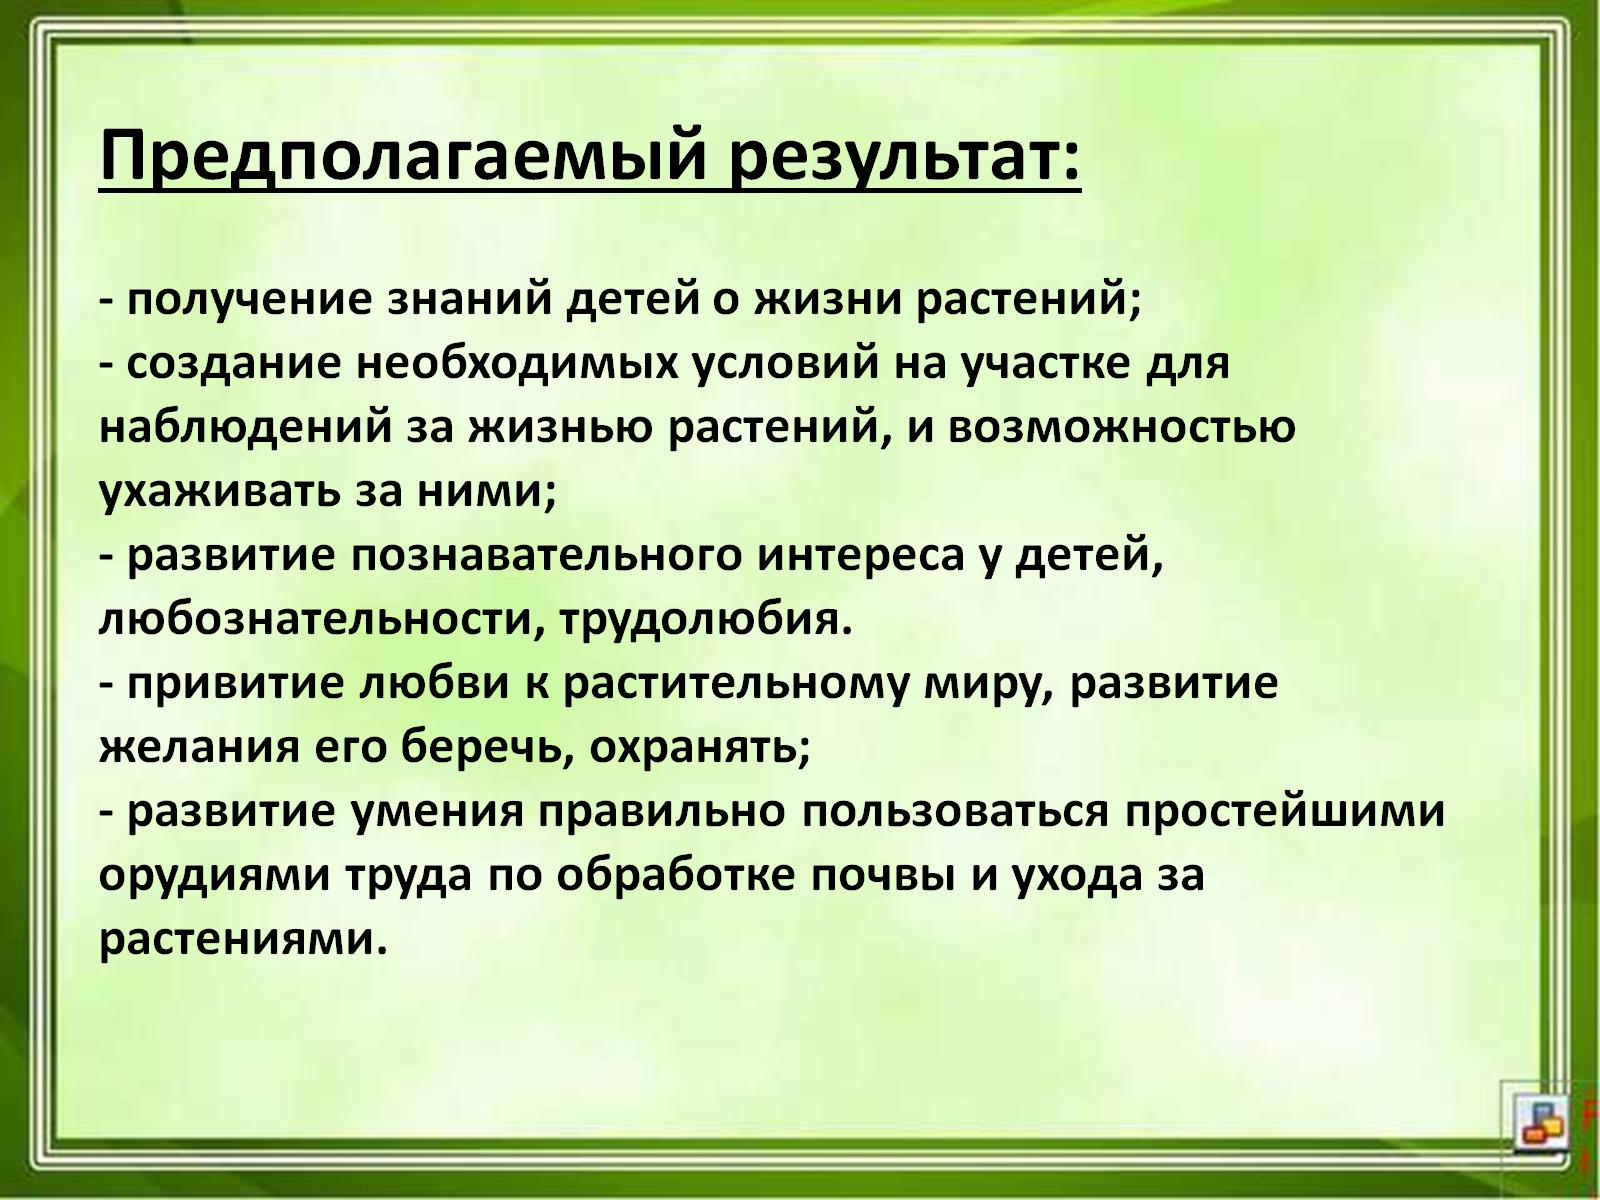 Предполагаемый результат:
- получение знаний детей о жизни растений;
- создание необходимых условий на участке для
наблюдений за жизнью растений, и возможностью
ухаживать за ними;
- развитие познавательного интереса у детей,
любознательности, трудолюбия.
- привитие любви к растительному миру, развитие
желания его беречь, охранять;
- развитие умения правильно пользоваться простейшими
орудиями труда по обработке почвы и ухода за
растениями.